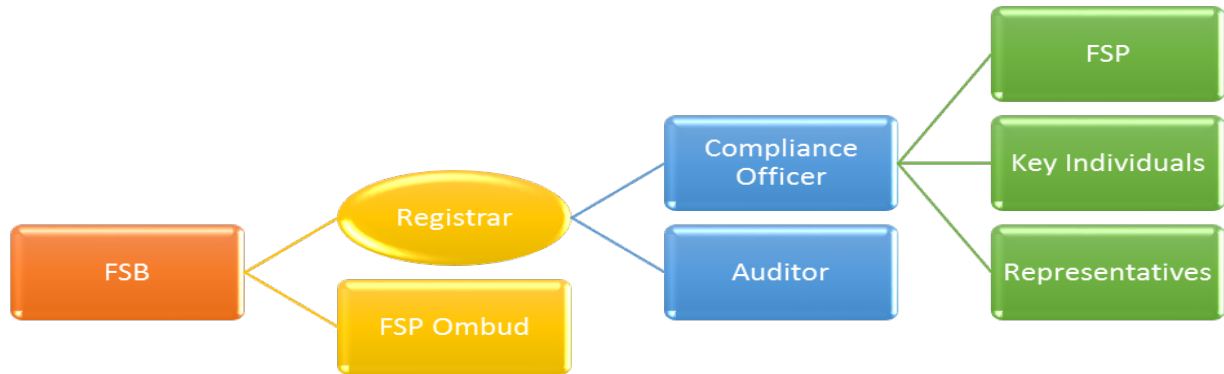 FSB
Registrar
FSP Ombud
Compliance
Officer
Auditor
FSP
Key Individuals
Representatives